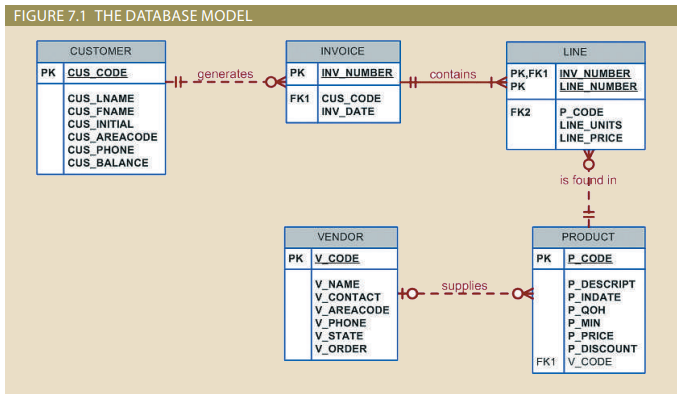 FIGURE 7.1 THE DATABASE MODEL
CUSTOMER
PK CUS_CODE
CUS_LNAME
CUS_FNAME
CUS_INITIAL
CUS_AREACODE
CUS_PHONE
CUS_BALANCE
generates
INVOICE
PK INV_NUMBER
FK1 CUS_CODE
INV_DATE
contains
LINE
PK,FK1 INV_NUMBER
PK LINE_NUMBER
FK2 P_CODE
LINE_UNITS
LINE_PRICE
is found in
VENDOR
PK V_CODE
V_NAME
V_CONTACT
V_AREACODE
V_PHONE
V_STATE
V_ORDER
supplies
PRODUCT
PK P_CODE
P_DESCRIPT
P_INDATE
P_QOH
P_MIN
P_PRICE
P_DISCOUNT
FK1 V_CODE